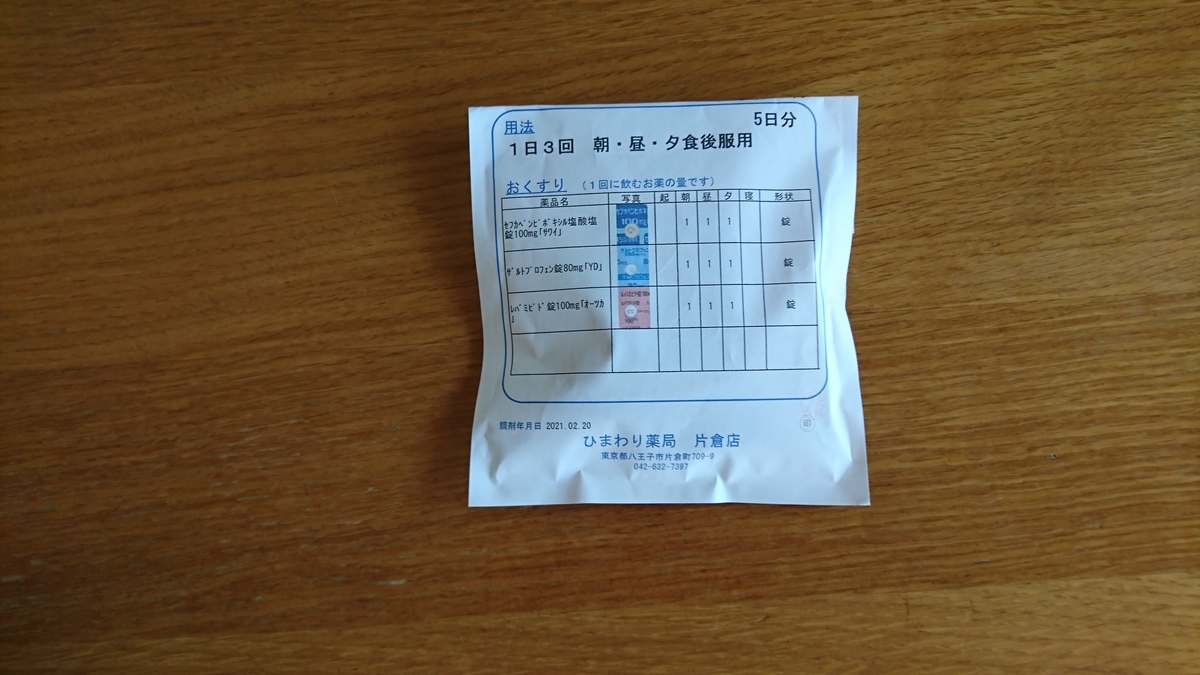 用法
5日分
1日3回 朝・昼・夕食後服用
おくすり (1回に飲むお薬の量です)
薬品名 写真 起 朝 昼 夕 寝 形状
セフカペンピボキシル塩酸塩 1 1 1 錠
錠100mg「サワイ」
ザルトプロフェン錠80mg「YD」 1 1 1 錠
レバミピド錠100mg「オーツカ 1 1 1 錠
」
調剤年月日 2021.02.20
印
ひまわり薬局 片倉店
東京都八王子市片倉町709-9
042-632-7397